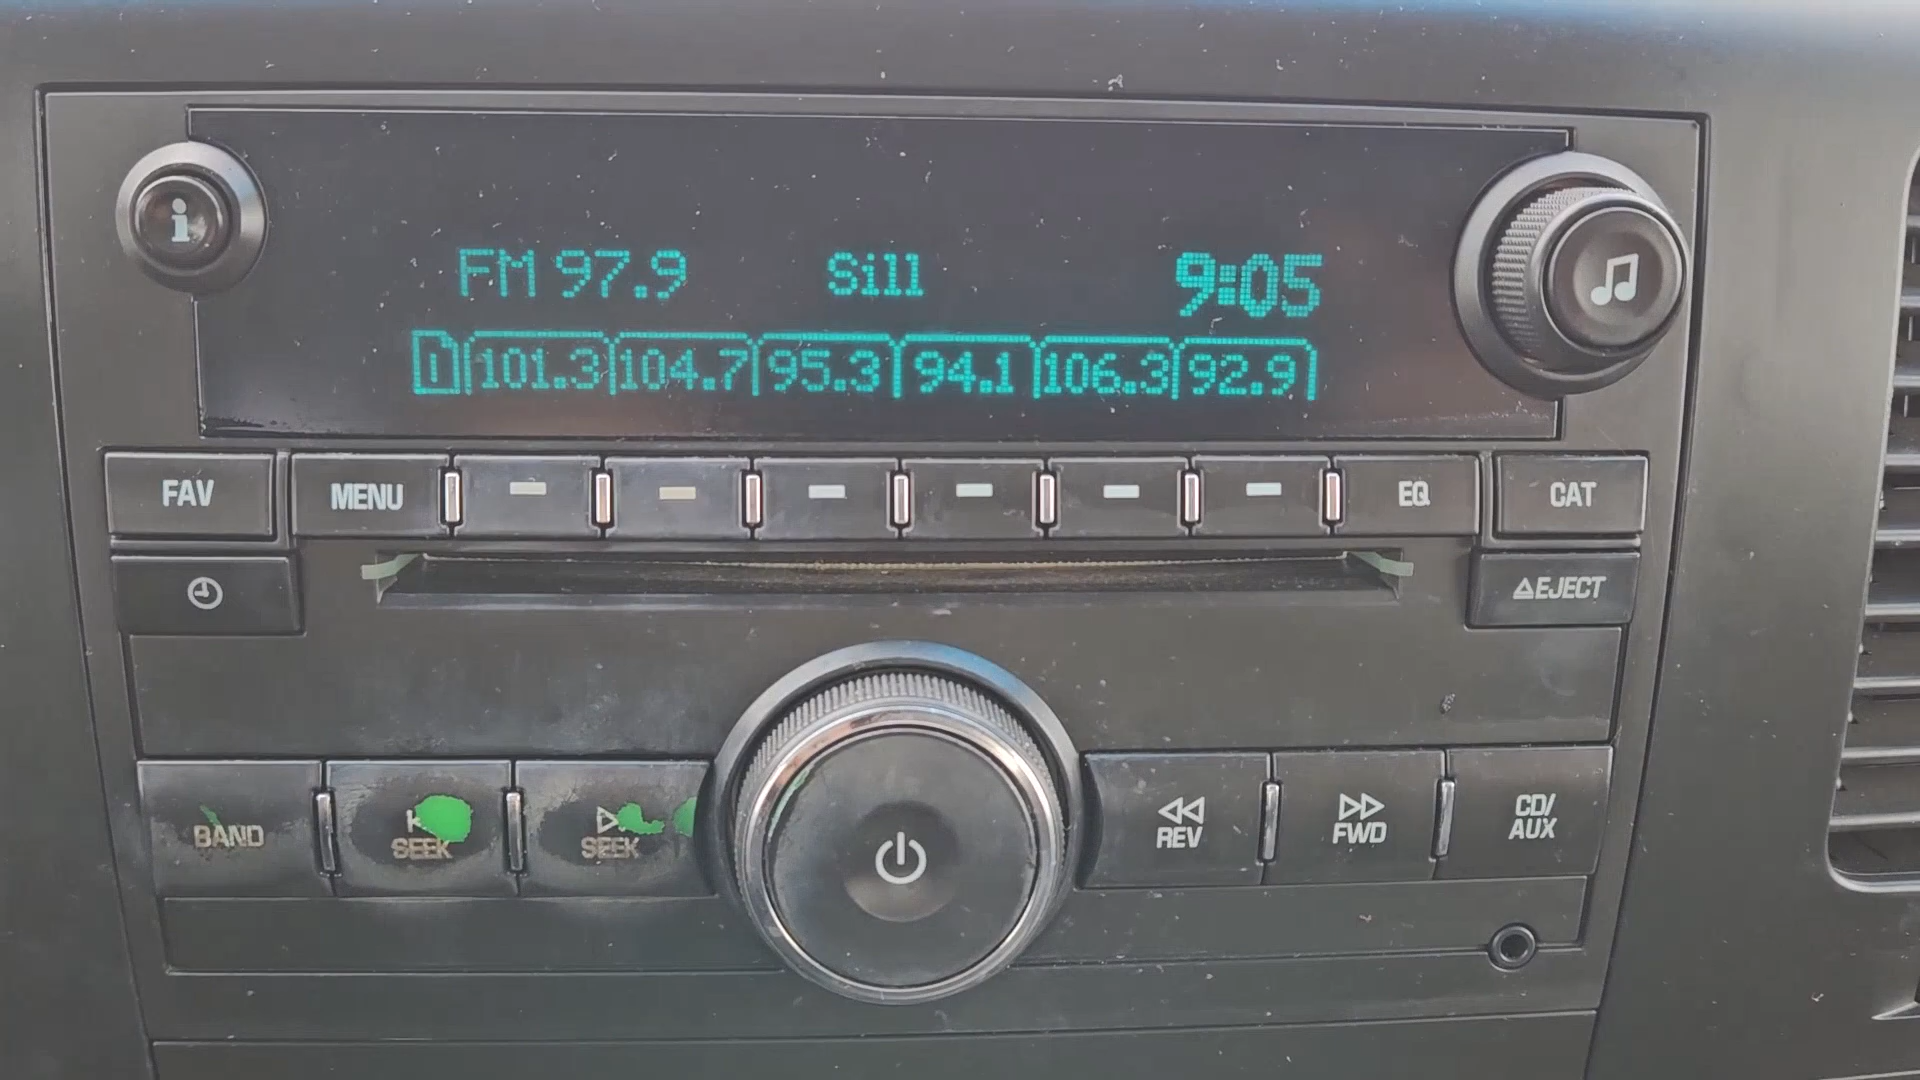 i
FM 97.9 Sill 9:05
1 101.3 104.7 95.3 94.1 106.3 92.9
FAV MENU EQ CAT
EJECT
BAND SEEK SEEK REV FWD CD/
AUX